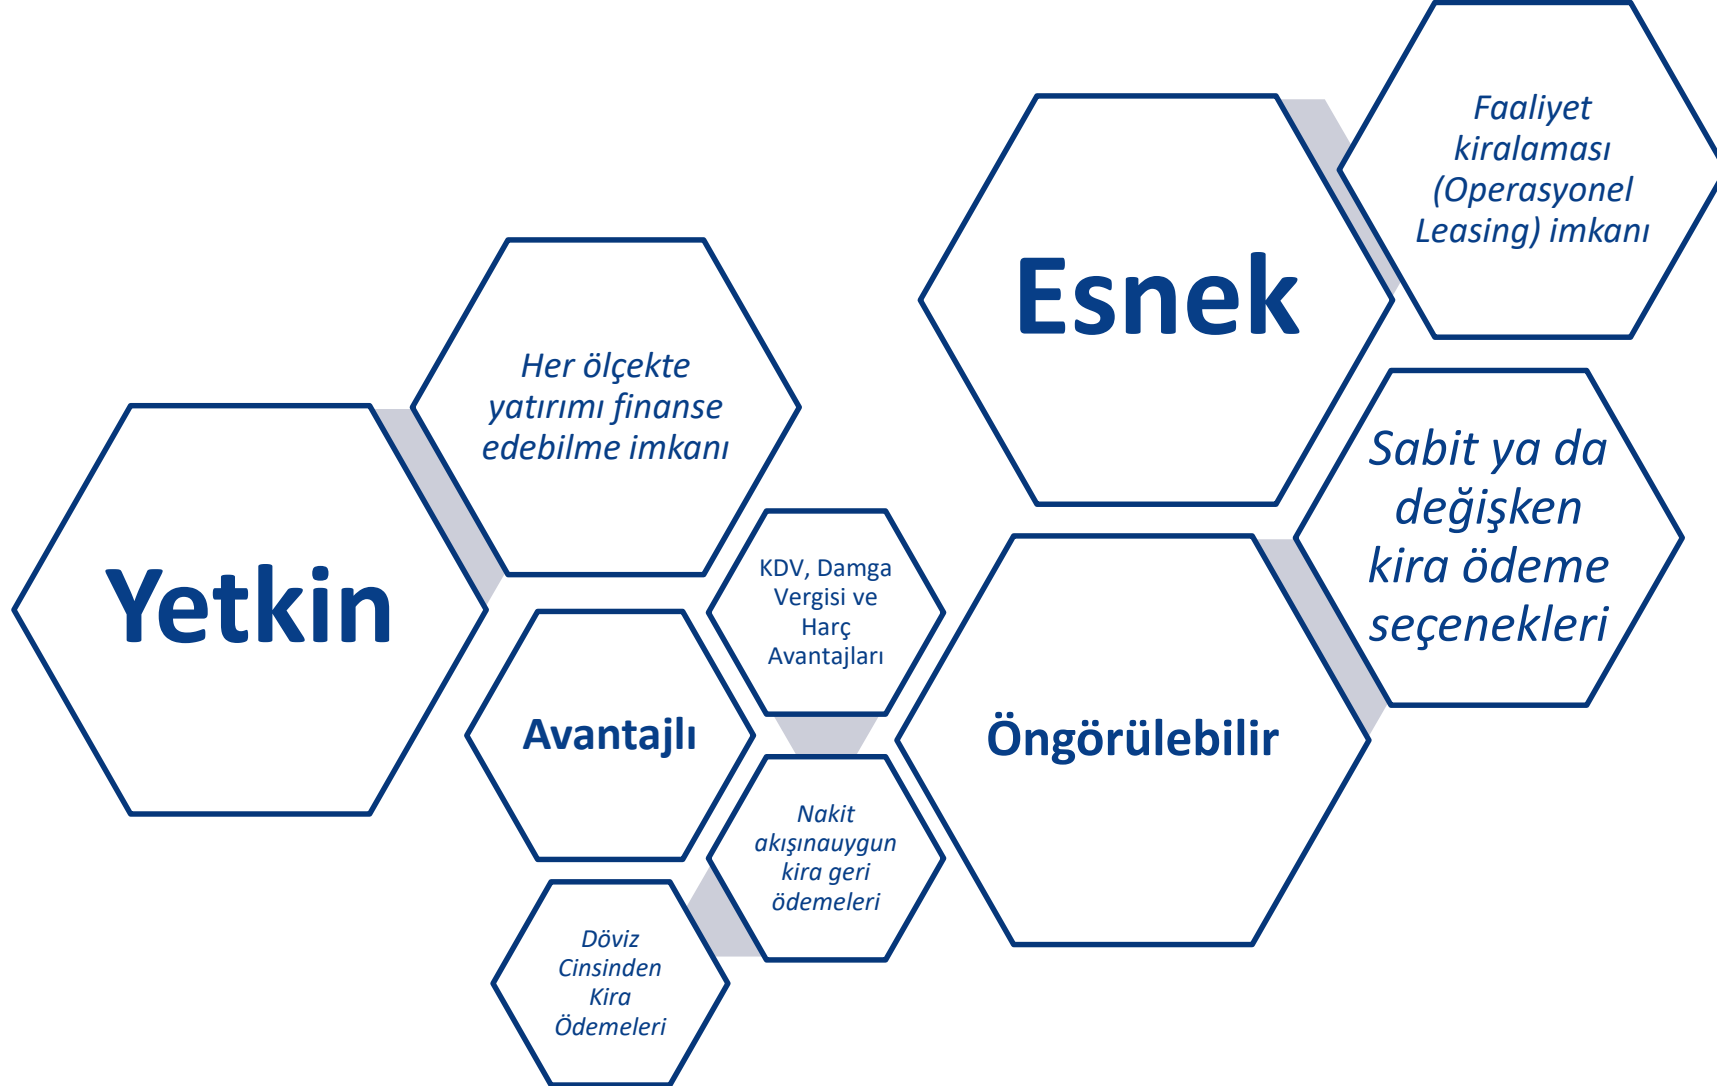 Yetkin
Her ölçekte
yatırımı finanse
edebilme imkanı
Avantajlı
KDV, Damga
Vergisi ve
Harç
Avantajları
Nakit
akışınauygun
kira geri
ödemeleri
Döviz
Cinsinden
Kira
Ödemeleri
Esnek
Faaliyet
kiralaması
(Operasyonel
Leasing) imkanı
Öngörülebilir
Sabit ya da
değişken
kira ödeme
seçenekleri